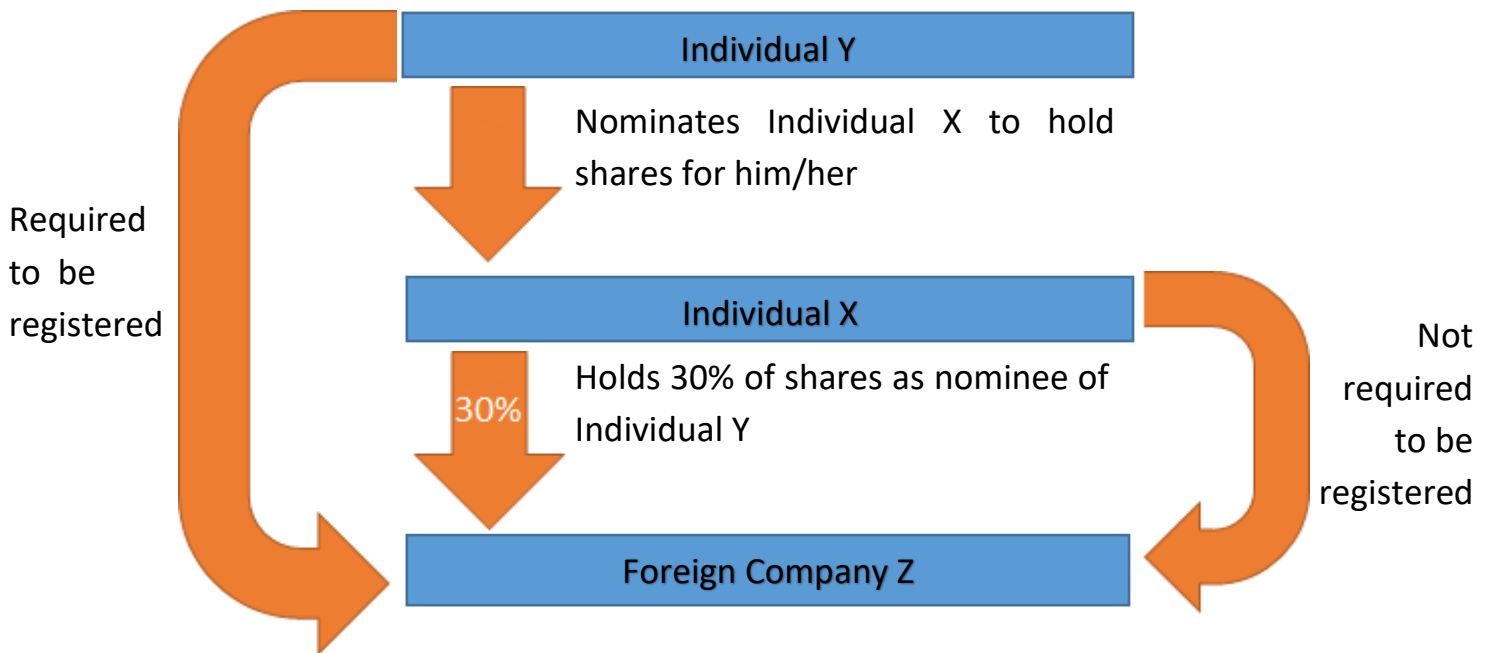 Individual Y
Nominates Individual X to hold
shares for him/her
Required
to be
registered
Individual X
Not
required
to be
registered
30%
Holds 30% of shares as nominee of
Individual Y
Foreign Company Z